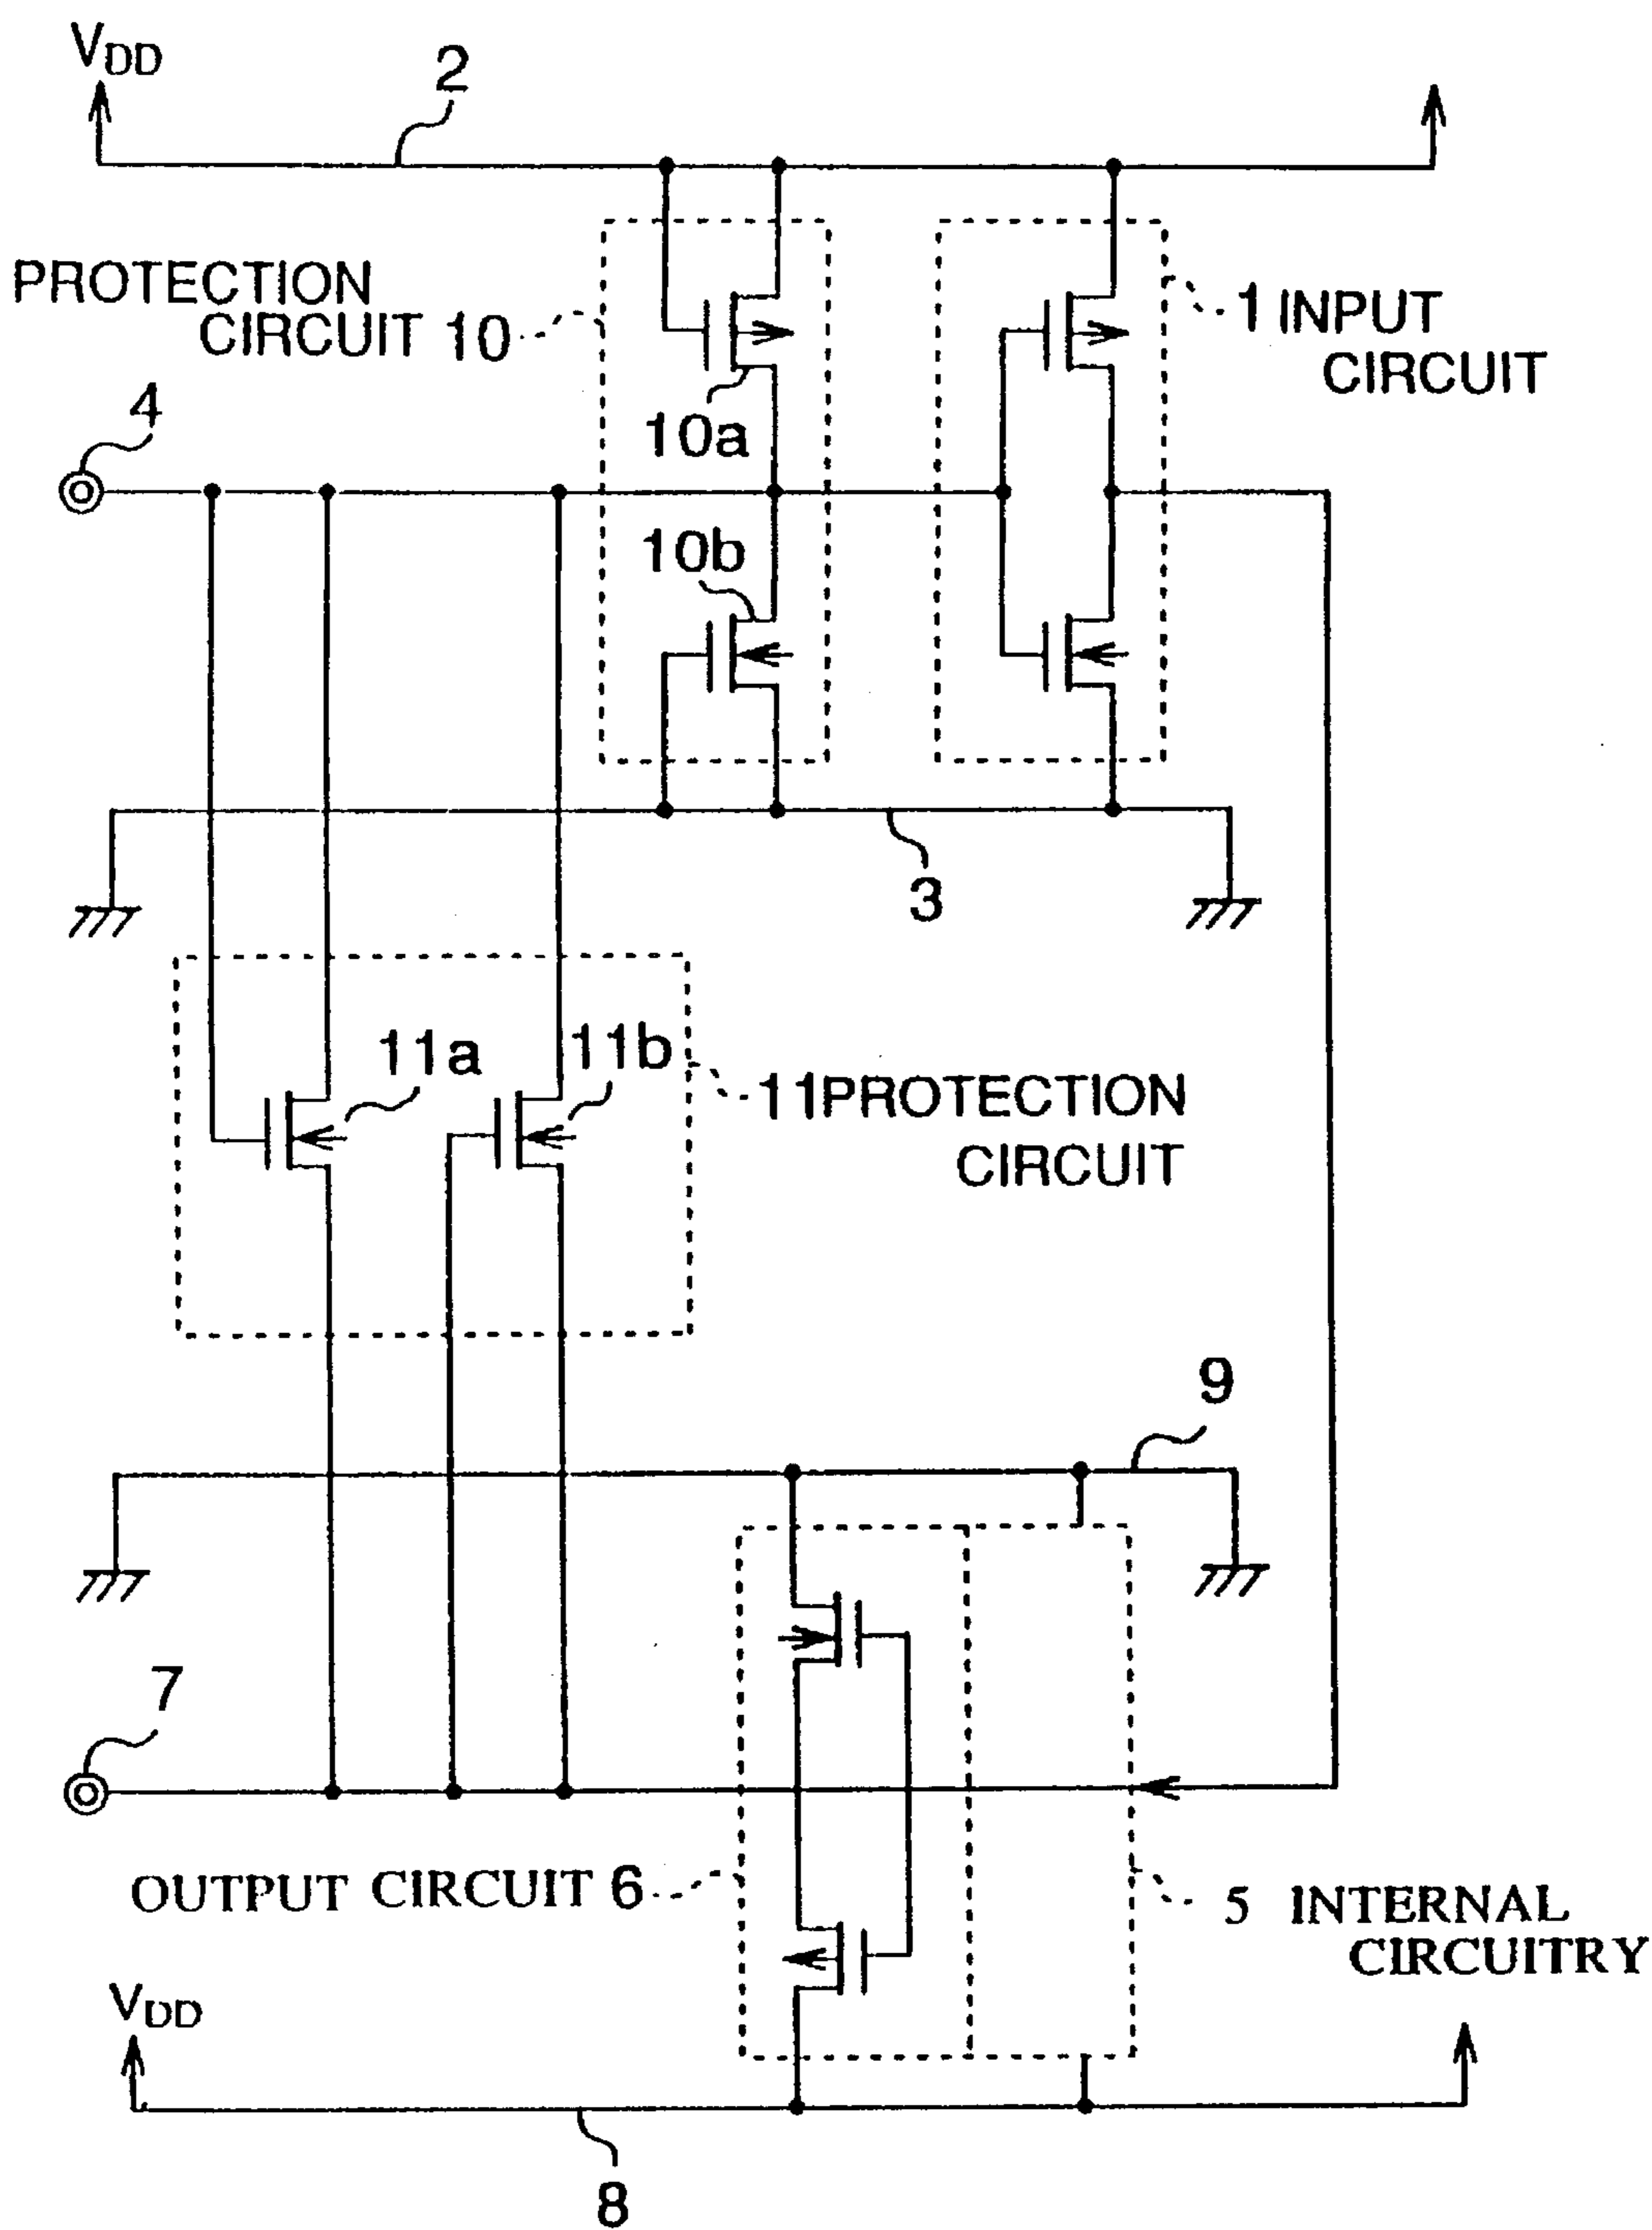 VDD
2
PROTECTION
CIRCUIT 10
1 INPUT
CIRCUIT
4
10a
10b
3
11a
11b
11PROTECTION
CIRCUIT
9
7
OUTPUT CIRCUIT 6
5 INTERNAL
CIRCUITRY
VDD
8